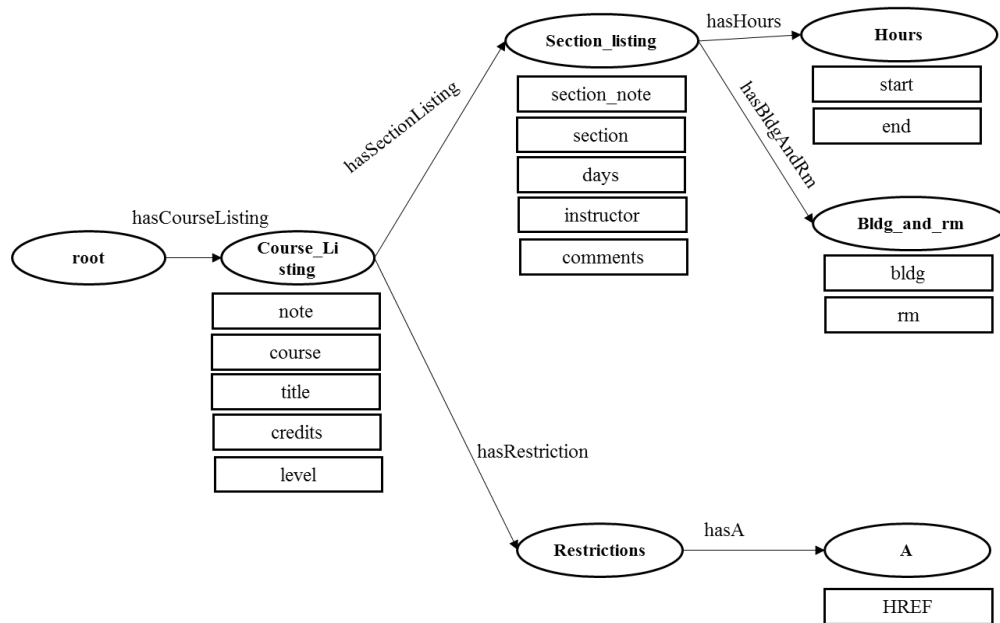 hasHours
Section_listing
Hours
section_note
section
days
instructor
comments
start
end
hasSectionListing
hasBldgAndRm
hasCourseListing
root
Course_Li
sting
note
course
title
credits
level
Bldg_and_rm
bldg
rm
hasRestriction
Restrictions
hasA
A
HREF